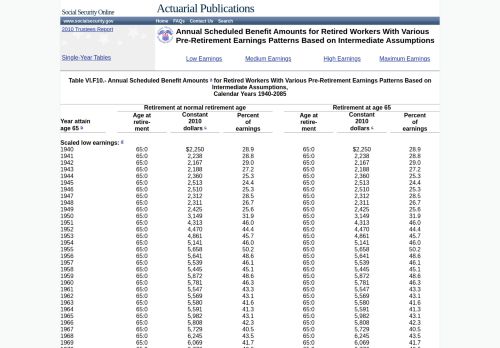 Social Security Online
Actuarial Publications
www.socialsecurity.gov Home FAQs Contact Us Search
2010 Trustees Report
Annual Scheduled Benefit Amounts for Retired Workers With Various
Pre-Retirement Earnings Patterns Based on Intermediate Assumptions
Single-Year Tables
Low Earnings Medium Earnings High Earnings Maximum Earnings
Table VI.F10.- Annual Scheduled Benefit Amounts a for Retired Workers With Various Pre-Retirement Earnings Patterns Based on
Intermediate Assumptions,
Calendar Years 1940-2085
Retirement at normal retirement age Retirement at age 65
Year attain age 65 b
Age at retire- ment Constant 2010 dollars c Percent of earnings Age at retire- ment Constant 2010 dollars c Percent of earnings
Scaled low earnings: d
1940 65:0 $2,250 28.9 65:0 $2,250 28.9
1941 65:0 2,238 28.8 65:0 2,238 28.8
1942 65:0 2,167 29.0 65:0 2,167 29.0
1943 65:0 2,188 27.2 65:0 2,188 27.2
1944 65:0 2,360 25.3 65:0 2,360 25.3
1945 65:0 2,513 24.4 65:0 2,513 24.4
1946 65:0 2,510 25.3 65:0 2,510 25.3
1947 65:0 2,312 28.5 65:0 2,312 28.5
1948 65:0 2,311 26.7 65:0 2,311 26.7
1949 65:0 2,425 25.6 65:0 2,425 25.6
1950 65:0 3,149 31.9 65:0 3,149 31.9
1951 65:0 4,313 46.0 65:0 4,313 46.0
1952 65:0 4,470 44.4 65:0 4,470 44.4
1953 65:0 4,861 45.7 65:0 4,861 45.7
1954 65:0 5,141 46.0 65:0 5,141 46.0
1955 65:0 5,658 50.2 65:0 5,658 50.2
1956 65:0 5,641 48.6 65:0 5,641 48.6
1957 65:0 5,539 46.1 65:0 5,539 46.1
1958 65:0 5,445 45.1 65:0 5,445 45.1
1959 65:0 5,872 48.6 65:0 5,872 48.6
1960 65:0 5,781 46.3 65:0 5,781 46.3
1961 65:0 5,547 43.3 65:0 5,547 43.3
1962 65:0 5,569 43.1 65:0 5,569 43.1
1963 65:0 5,580 41.6 65:0 5,580 41.6
1964 65:0 5,635 41.3 65:0 5,635 41.3
1965 65:0 5,982 43.1 65:0 5,982 43.1
1966 65:0 5,808 42.3 65:0 5,808 42.3
1967 65:0 5,729 40.5 65:0 5,729 40.5
1968 65:0 6,245 43.5 65:0 6,245 43.5
1969 65:0 6,069 41.7 65:0 6,069 41.7